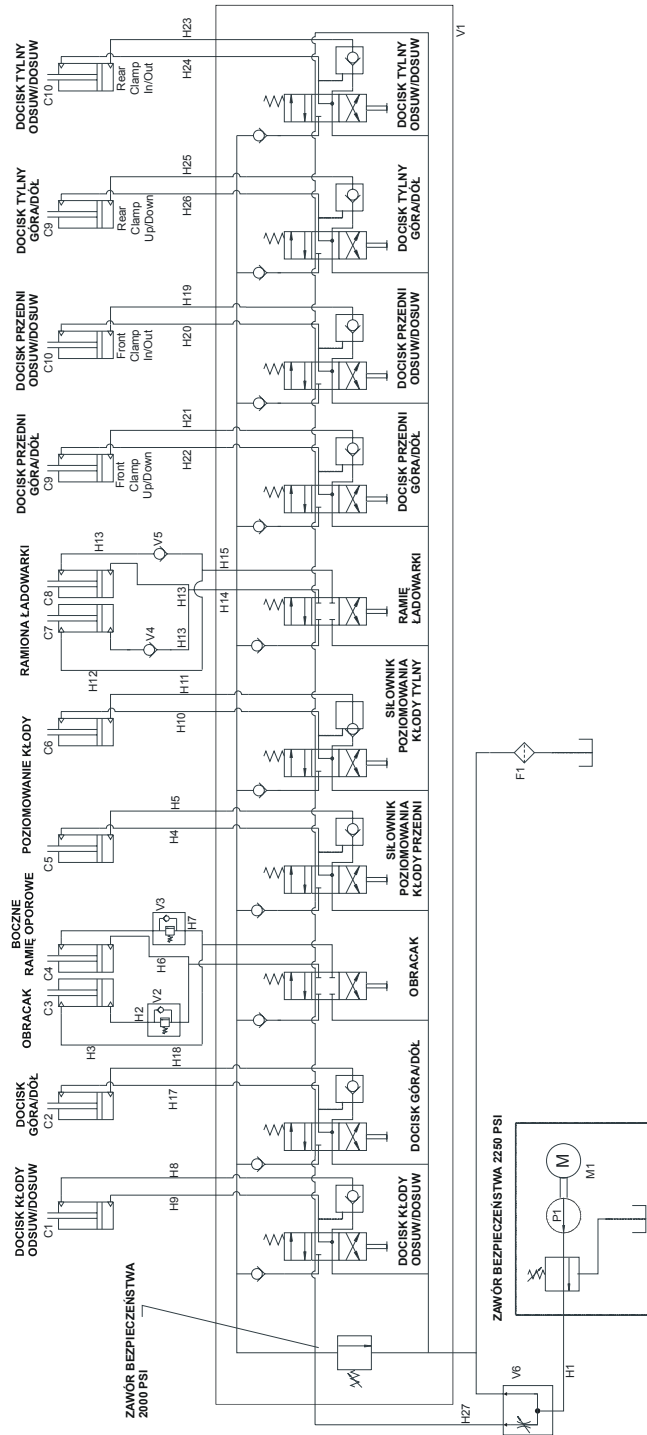 DOCISK KŁODY
ODSUW/DOSUW
C1
H8
H9
DOCISK
GÓRA/DÓŁ
C2
H17
OBRACAK
C3
H3
H2
V2
H18
BOCZNE
RAMIĘ OPOROWE
C4
V3
H7
H6
POZIOMOWANIE KŁODY
C5
H5
H4
C6
H10
H11
RAMIONA ŁADOWARKI
C7
C8
H12
V4
H13
H13
H13
V5
H15
H14
DOCISK PRZEDNI
GÓRA/DÓŁ
C9
Front
Clamp
Up/Down
H21
H22
DOCISK PRZEDNI
ODSUW/DOSUW
C10
Front
Clamp
In/Out
H19
H20
DOCISK TYLNY
GÓRA/DÓŁ
C9
Rear
Clamp
Up/Down
H25
H26
DOCISK TYLNY
ODSUW/DOSUW
C10
Rear
Clamp
In/Out
H23
H24
ZAWÓR BEZPIECZEŃSTWA
2000 PSI
DOCISK KŁODY
ODSUW/DOSUW
DOCISK GÓRA/DÓŁ
OBRACAK
SIŁOWNIK
POZIOMOWANIA
KŁODY PRZEDNI
SIŁOWNIK
POZIOMOWANIA
KŁODY TYLNY
RAMIĘ
ŁADOWARKI
DOCISK PRZEDNI
GÓRA/DÓŁ
DOCISK PRZEDNI
ODSUW/DOSUW
DOCISK TYLNY
GÓRA/DÓŁ
DOCISK TYLNY
ODSUW/DOSUW
V1
H27
V6
H1
ZAWÓR BEZPIECZEŃSTWA 2250 PSI
P1
M
M1
F1